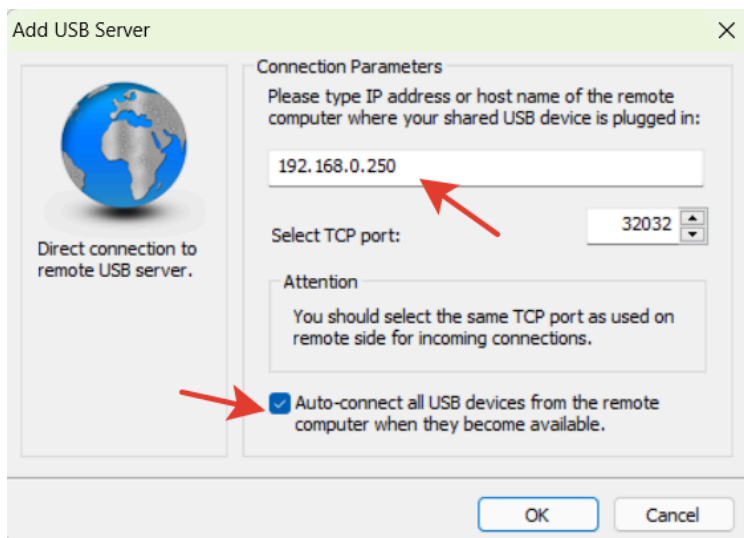 Add USB Server
Connection Parameters
Please type IP address or host name of the remote
computer where your shared USB device is plugged in:
192.168.0.250
Direct connection to
remote USB server.
Select TCP port:
32032
Attention
You should select the same TCP port as used on
remote side for incoming connections.
Auto-connect all USB devices from the remote
computer when they become available.
OK
Cancel